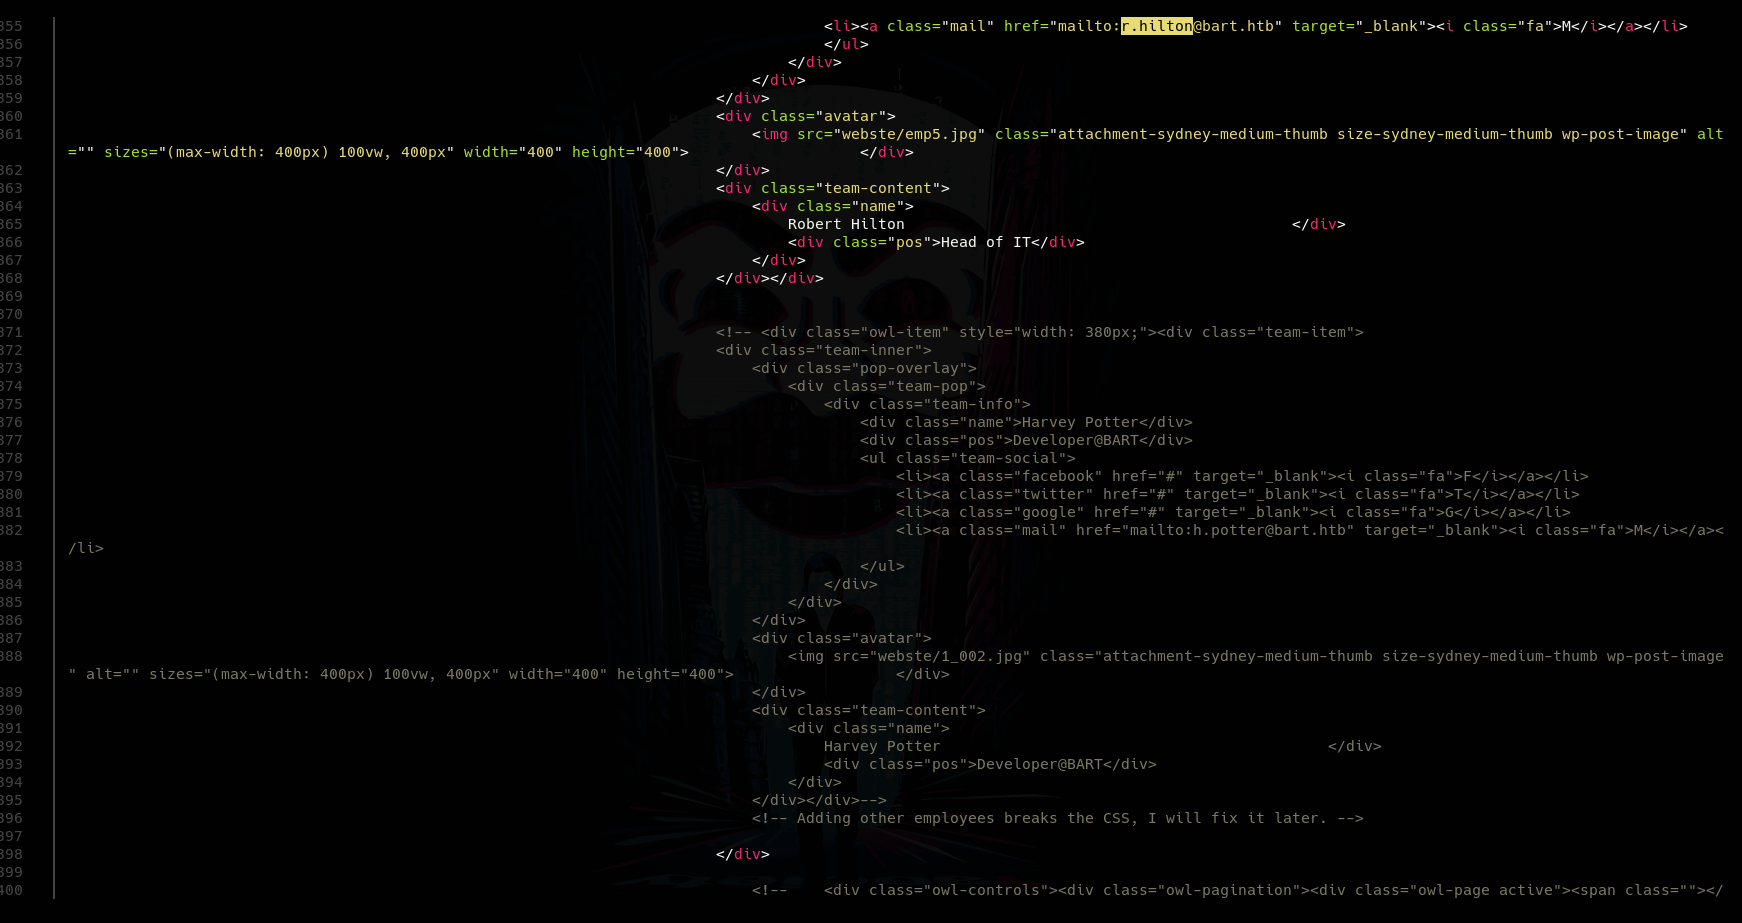 355 <li><a class="mail" href="mailto:r.hilton@bart.htb" target="_blank"><i class="fa">M</i></a></li>
356 </ul>
357 </div>
358 </div>
359 </div>
360 <div class="avatar">
361 <img src="webste/emp5.jpg" class="attachment-sydney-medium-thumb size-sydney-medium-thumb wp-post-image" alt
="" sizes="(max-width: 400px) 100vw, 400px" width="400" height="400"> </div>
362 </div>
363 <div class="team-content">
364 <div class="name">
365 Robert Hilton </div>
366 <div class="pos">Head of IT</div>
367 </div>
368 </div></div>
369
370
371 <!-- <div class="owl-item" style="width: 380px;"><div class="team-item">
372 <div class="team-inner">
373 <div class="pop-overlay">
374 <div class="team-pop">
375 <div class="team-info">
376 <div class="name">Harvey Potter</div>
377 <div class="pos">Developer@BART</div>
378 <ul class="team-social">
379 <li><a class="facebook" href="#" target="_blank"><i class="fa">F</i></a></li>
380 <li><a class="twitter" href="#" target="_blank"><i class="fa">T</i></a></li>
381 <li><a class="google" href="#" target="_blank"><i class="fa">G</i></a></li>
382 <li><a class="mail" href="mailto:h.potter@bart.htb" target="_blank"><i class="fa">M</i></a><
/li>
383 </ul>
384 </div>
385 </div>
386 </div>
387 <div class="avatar">
388 <img src="webste/1_002.jpg" class="attachment-sydney-medium-thumb size-sydney-medium-thumb wp-post-image
" alt="" sizes="(max-width: 400px) 100vw, 400px" width="400" height="400"> </div>
389 </div>
390 <div class="team-content">
391 <div class="name">
392 Harvey Potter </div>
393 <div class="pos">Developer@BART</div>
394 </div>
395 </div></div>-->
396 <!-- Adding other employees breaks the CSS, I will fix it later. -->
397
398 </div>
399
400 <!-- <div class="owl-controls"><div class="owl-pagination"><div class="owl-page active"><span class=""></